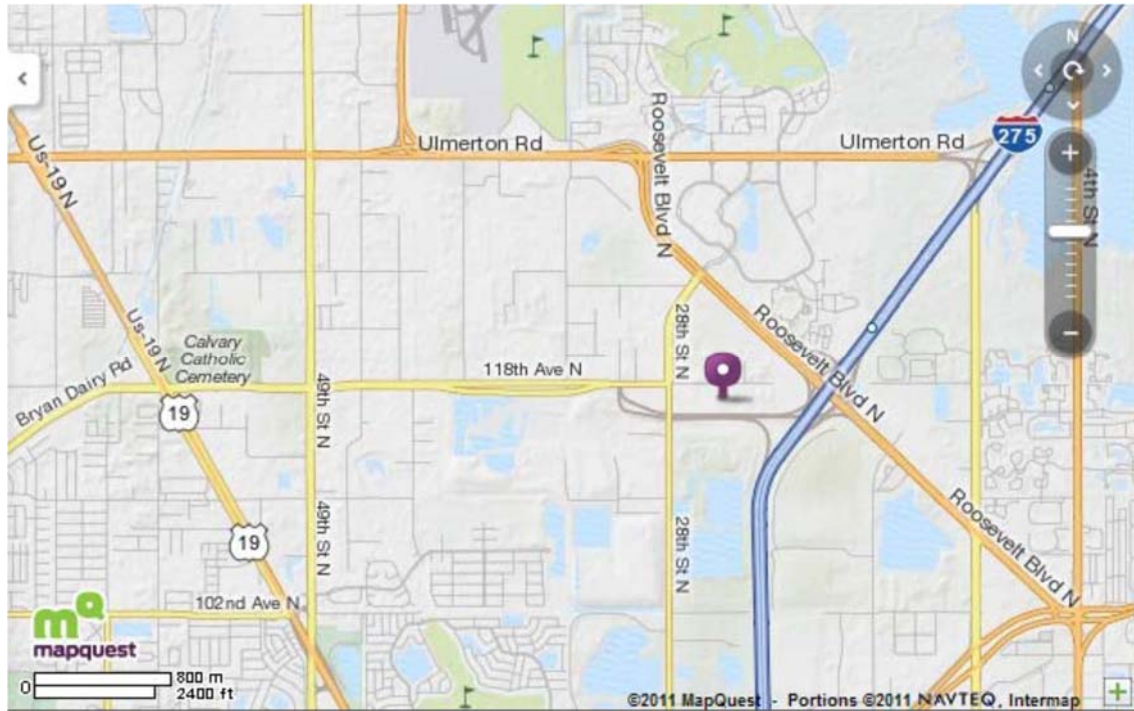 N
Ulmerton Rd
Ulmerton Rd
275
Roosevelt Blvd N
4th St N
Us-19 N
Us-19 N
28th St N
Roosevelt Blvd N
Calvary
Catholic
Cemetery
118th Ave N
Bryan Dairy Rd
49th St N
19
Roosevelt Blvd N
49th St N
28th St N
19
102nd Ave N
mq
mapquest
0
800 m
2400 ft
©2011 MapQuest - Portions ©2011 NAVTEQ, Intermap